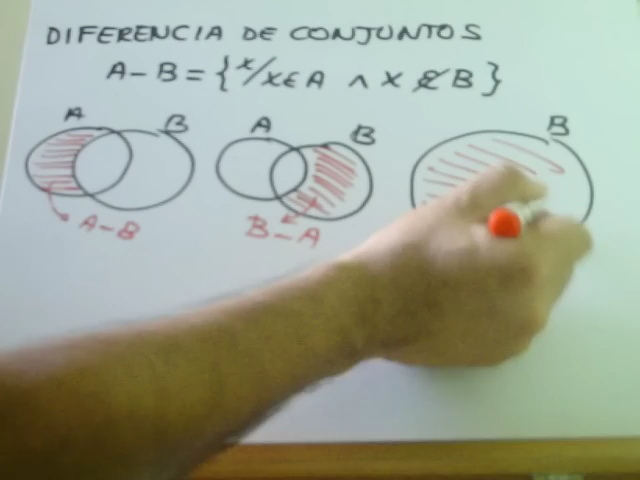 DIFERENCIA DE CONJUNTOS
A-B={x/x∈A ∧ x∉B}
A B A B B
A-B B-A